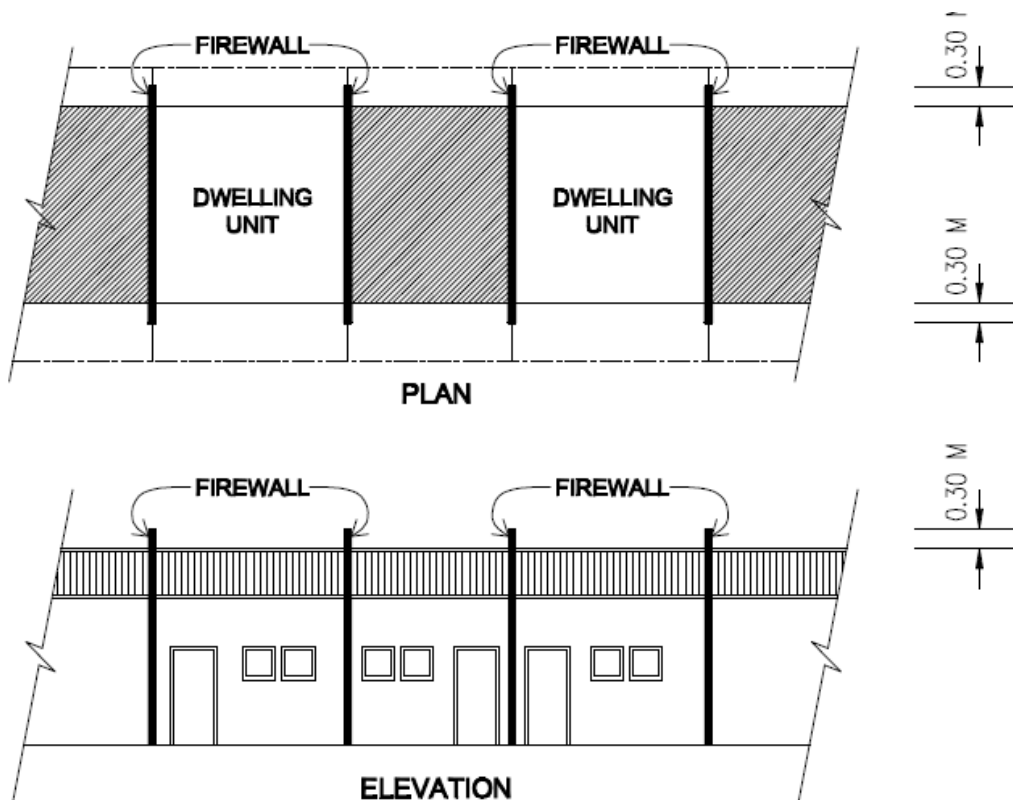 FIREWALL FIREWALL
0.30
DWELLING UNIT
DWELLING UNIT
0.30 M
PLAN
FIREWALL FIREWALL
0.30 M
ELEVATION